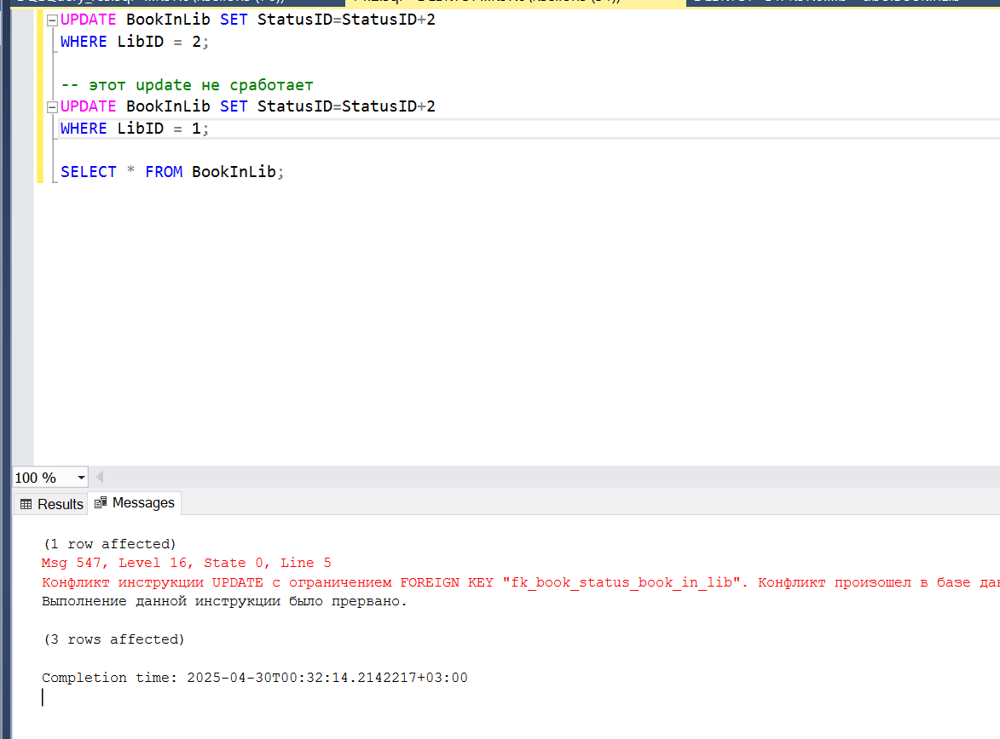 UPDATE BookInLib SET StatusID=StatusID+2
WHERE LibID = 2;
-- этот update не сработает
UPDATE BookInLib SET StatusID=StatusID+2
WHERE LibID = 1;
SELECT * FROM BookInLib;
100 %
Results Messages
(1 row affected)
Msg 547, Level 16, State 0, Line 5
Конфликт инструкции UPDATE с ограничением FOREIGN KEY "fk_book_status_book_in_lib". Конфликт произошел в базе
Выполнение данной инструкции было прервано.
(3 rows affected)
Completion time: 2025-04-30T00:32:14.2142217+03:00